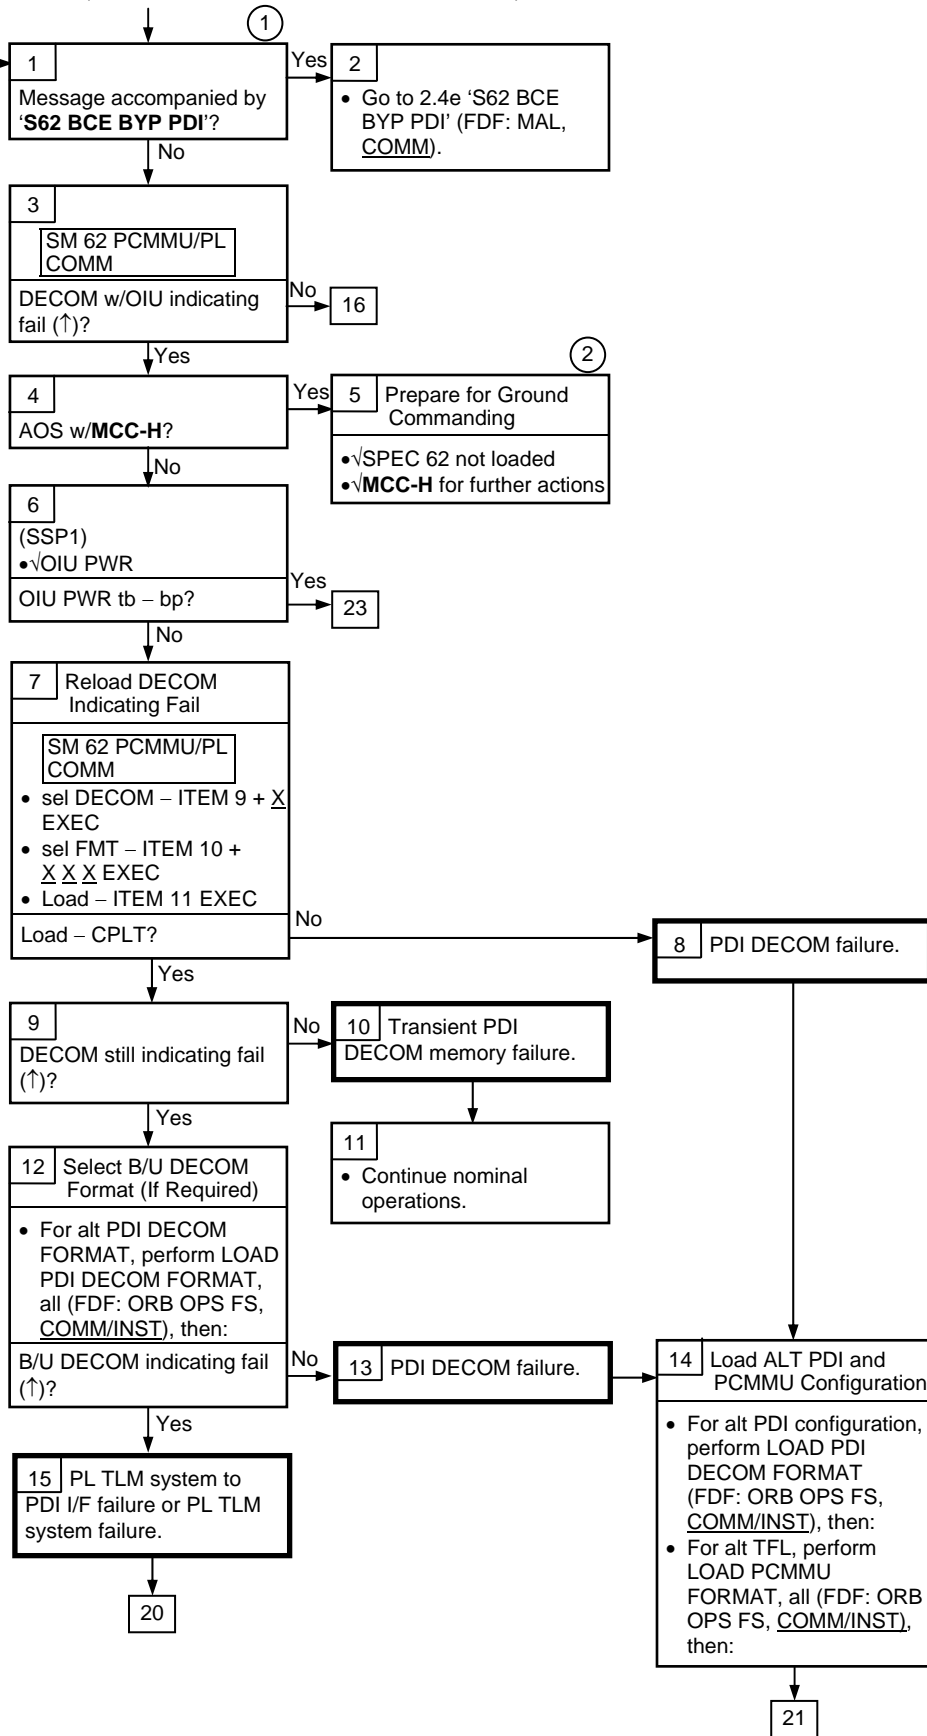 1
1
Message accompanied by
‘S62 BCE BYP PDI’?
Yes
2
• Go to 2.4e ‘S62 BCE
BYP PDI’ (FDF: MAL,
COMM).
No
3
SM 62 PCMMU/PL
COMM
DECOM w/OIU indicating
fail (↑)?
No
16
Yes
2
4
AOS w/MCC-H?
Yes
5 Prepare for Ground
Commanding
•√SPEC 62 not loaded
•√MCC-H for further actions
No
6
(SSP1)
•√OIU PWR
OIU PWR tb – bp?
Yes
23
No
7 Reload DECOM
Indicating Fail
SM 62 PCMMU/PL
COMM
• sel DECOM – ITEM 9 + X
EXEC
• sel FMT – ITEM 10 +
X X X EXEC
• Load – ITEM 11 EXEC
Load – CPLT?
No
8 PDI DECOM failure.
Yes
9
DECOM still indicating fail
(↑)?
No
10 Transient PDI
DECOM memory failure.
11
• Continue nominal
operations.
Yes
12 Select B/U DECOM
Format (If Required)
• For alt PDI DECOM
FORMAT, perform LOAD
PDI DECOM FORMAT,
all (FDF: ORB OPS FS,
COMM/INST), then:
B/U DECOM indicating fail
(↑)?
No
13 PDI DECOM failure.
14 Load ALT PDI and
PCMMU Configuration
• For alt PDI configuration,
perform LOAD PDI
DECOM FORMAT
(FDF: ORB OPS FS,
COMM/INST), then:
• For alt TFL, perform
LOAD PCMMU
FORMAT, all (FDF: ORB
OPS FS, COMM/INST),
then:
21
Yes
15 PL TLM system to
PDI I/F failure or PL TLM
system failure.
20